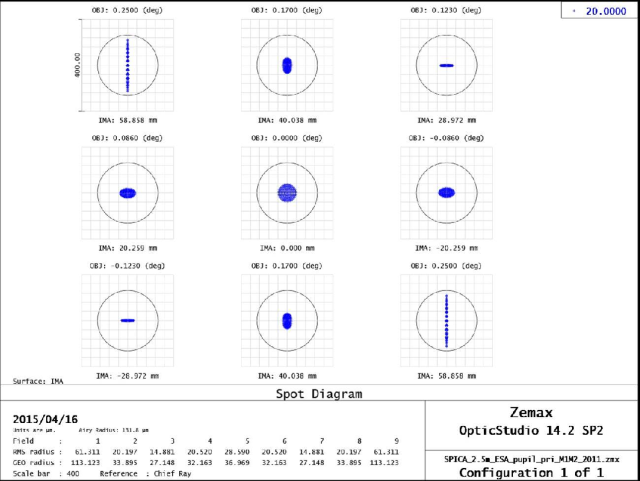 20.0000
OBJ: 0.2500 (deg) OBJ: 0.1700 (deg) OBJ: 0.1230 (deg)
400.00
IMA: 58.858 mm IMA: 40.038 mm IMA: 28.972 mm
OBJ: 0.0860 (deg) OBJ: 0.0000 (deg) OBJ: -0.0860 (deg)
IMA: 20.259 mm IMA: 0.000 mm IMA: -20.259 mm
OBJ: -0.1230 (deg) OBJ: 0.1700 (deg) OBJ: 0.2500 (deg)
IMA: -28.972 mm IMA: 40.038 mm IMA: 58.858 mm
Surface: IMA
Spot Diagram
2015/04/16
Units are µm. Airy Radius: 131.8 µm
Field : 1 2 3 4 5 6 7 8 9
RMS radius : 61.311 20.197 14.881 20.520 28.590 20.520 14.881 20.197 61.311
GEO radius : 113.123 33.895 27.148 32.163 36.969 32.163 27.148 33.895 113.123
Scale bar : 400 Reference : Chief Ray
Zemax
OpticStudio 14.2 SP2
SPICA_2.5m_ESA_pupil_pri_M1M2_2011.zmx
Configuration 1 of 1